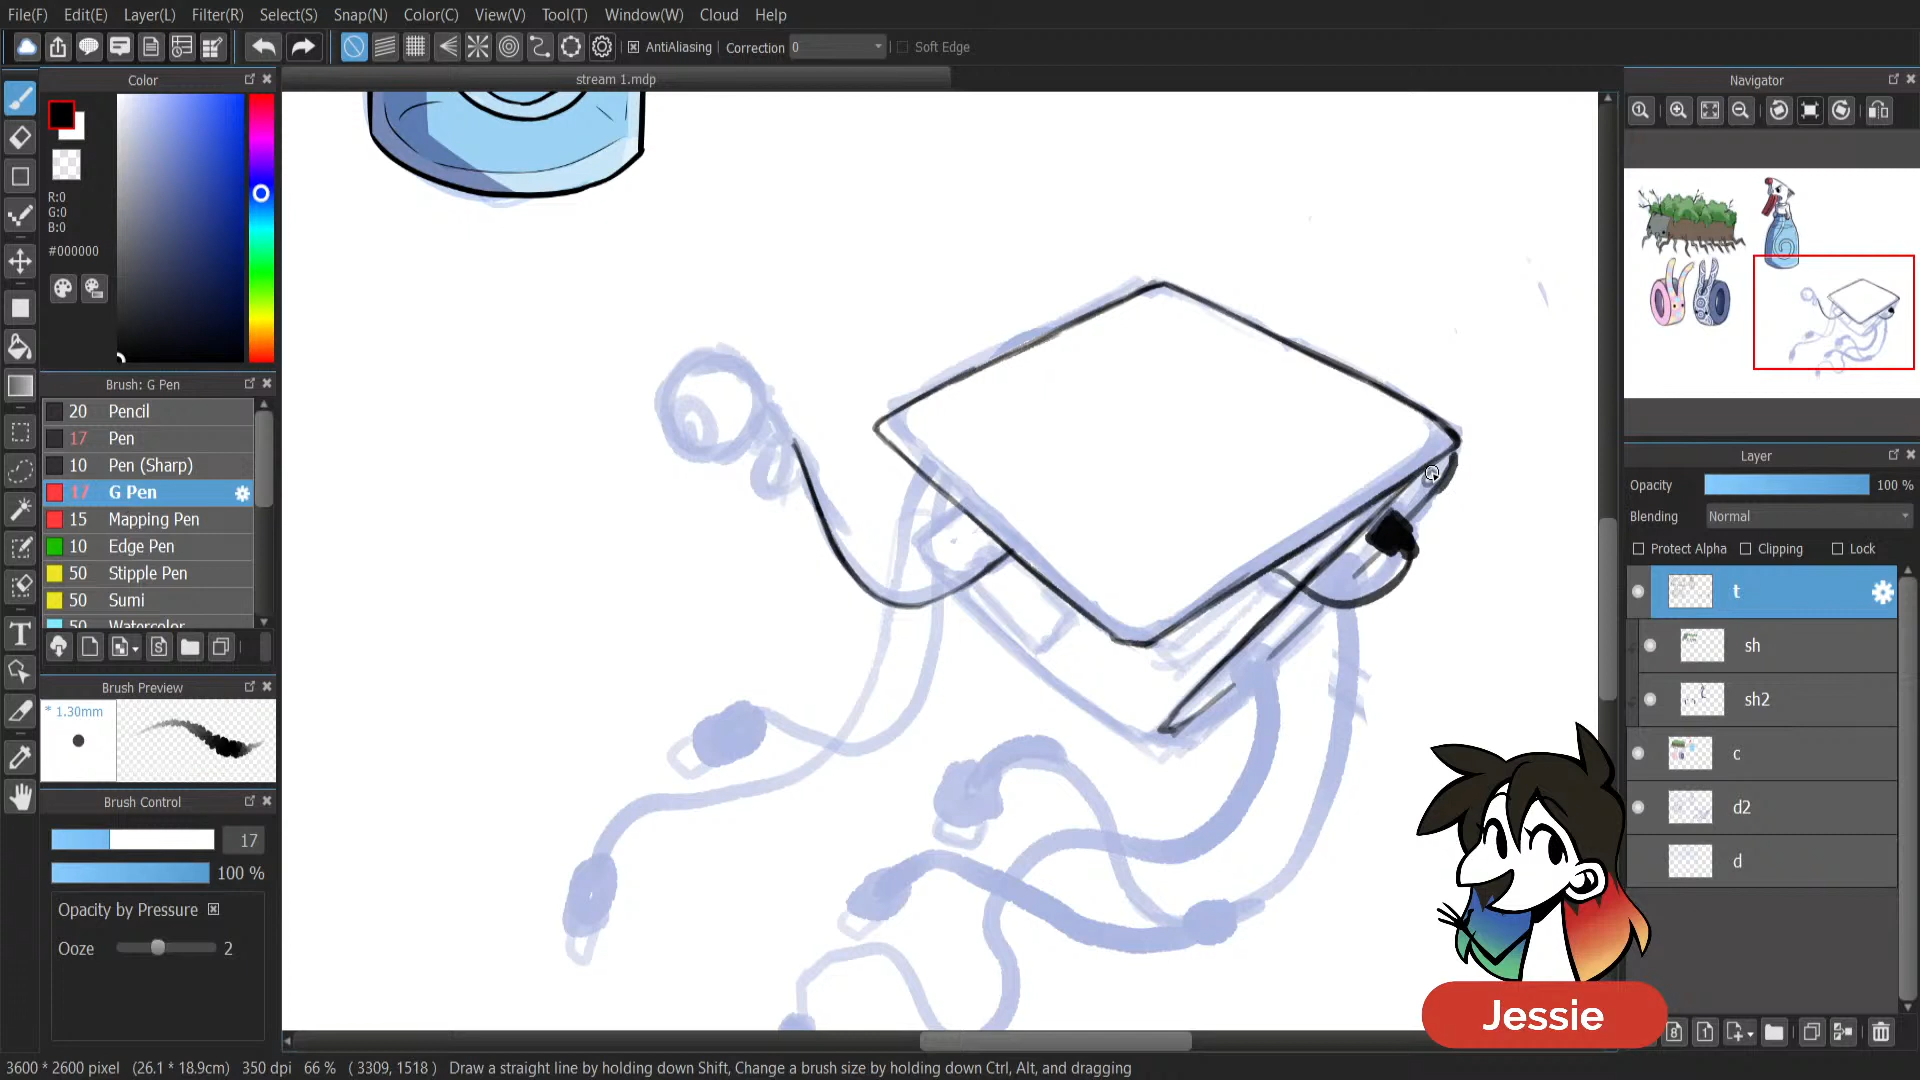 File(F) Edit(E) Layer(L) Filter(R) Select(S) Snap(N) Color(C) View(V) Tool(T) Window(W) Cloud Help
AntiAliasing Correction 0 Soft Edge
Color
stream 1.mdp
Navigator
R:0
G:0
B:0
#000000
Brush: G Pen
20 Pencil
17 Pen
10 Pen (Sharp)
17 G Pen
15 Mapping Pen
10 Edge Pen
50 Stipple Pen
50 Sumi
50 Watercolor
Brush Preview
* 1.30mm
Brush Control
17
100 %
Opacity by Pressure
Ooze 2
Layer
Opacity 100 %
Blending Normal
Protect Alpha Clipping Lock
t
sh
sh2
c
d2
d
Jessie
3600 * 2600 pixel (26.1 * 18.9cm) 350 dpi 66 % ( 3309, 1518 ) Draw a straight line by holding down Shift, Change a brush size by holding down Ctrl, Alt, and dragging